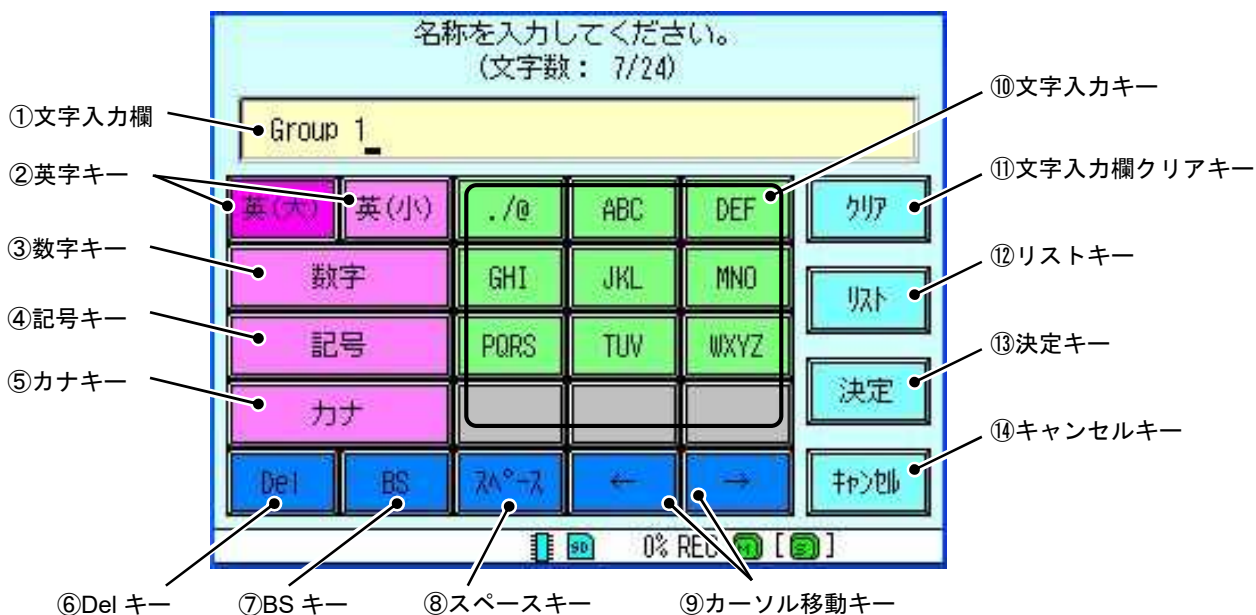 名称を入力してください。
(文字数： 7/24)
⑩文字入力キー
①文字入力欄
Group 1
②英字キー
⑪文字入力欄クリアキー
英(大) 英(小) ./@ ABC DEF ｸﾘｱ
③数字キー
数字 GHI JKL MNO
⑫リストキー
ﾘｽﾄ
④記号キー
記号 PQRS TUV WXYZ
⑬決定キー
⑤カナキー
カナ
決定
⑭キャンセルキー
Del BS ｽﾍﾟｰｽ ← → ｷｬﾝｾﾙ
SD 0% REC [ ]
⑥Del キー ⑦BS キー ⑧スペースキー ⑨カーソル移動キー